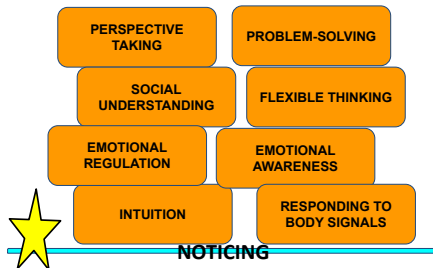 PERSPECTIVE
TAKING
PROBLEM-SOLVING
SOCIAL
UNDERSTANDING
FLEXIBLE THINKING
EMOTIONAL
REGULATION
EMOTIONAL
AWARENESS
INTUITION
RESPONDING TO
BODY SIGNALS
NOTICING